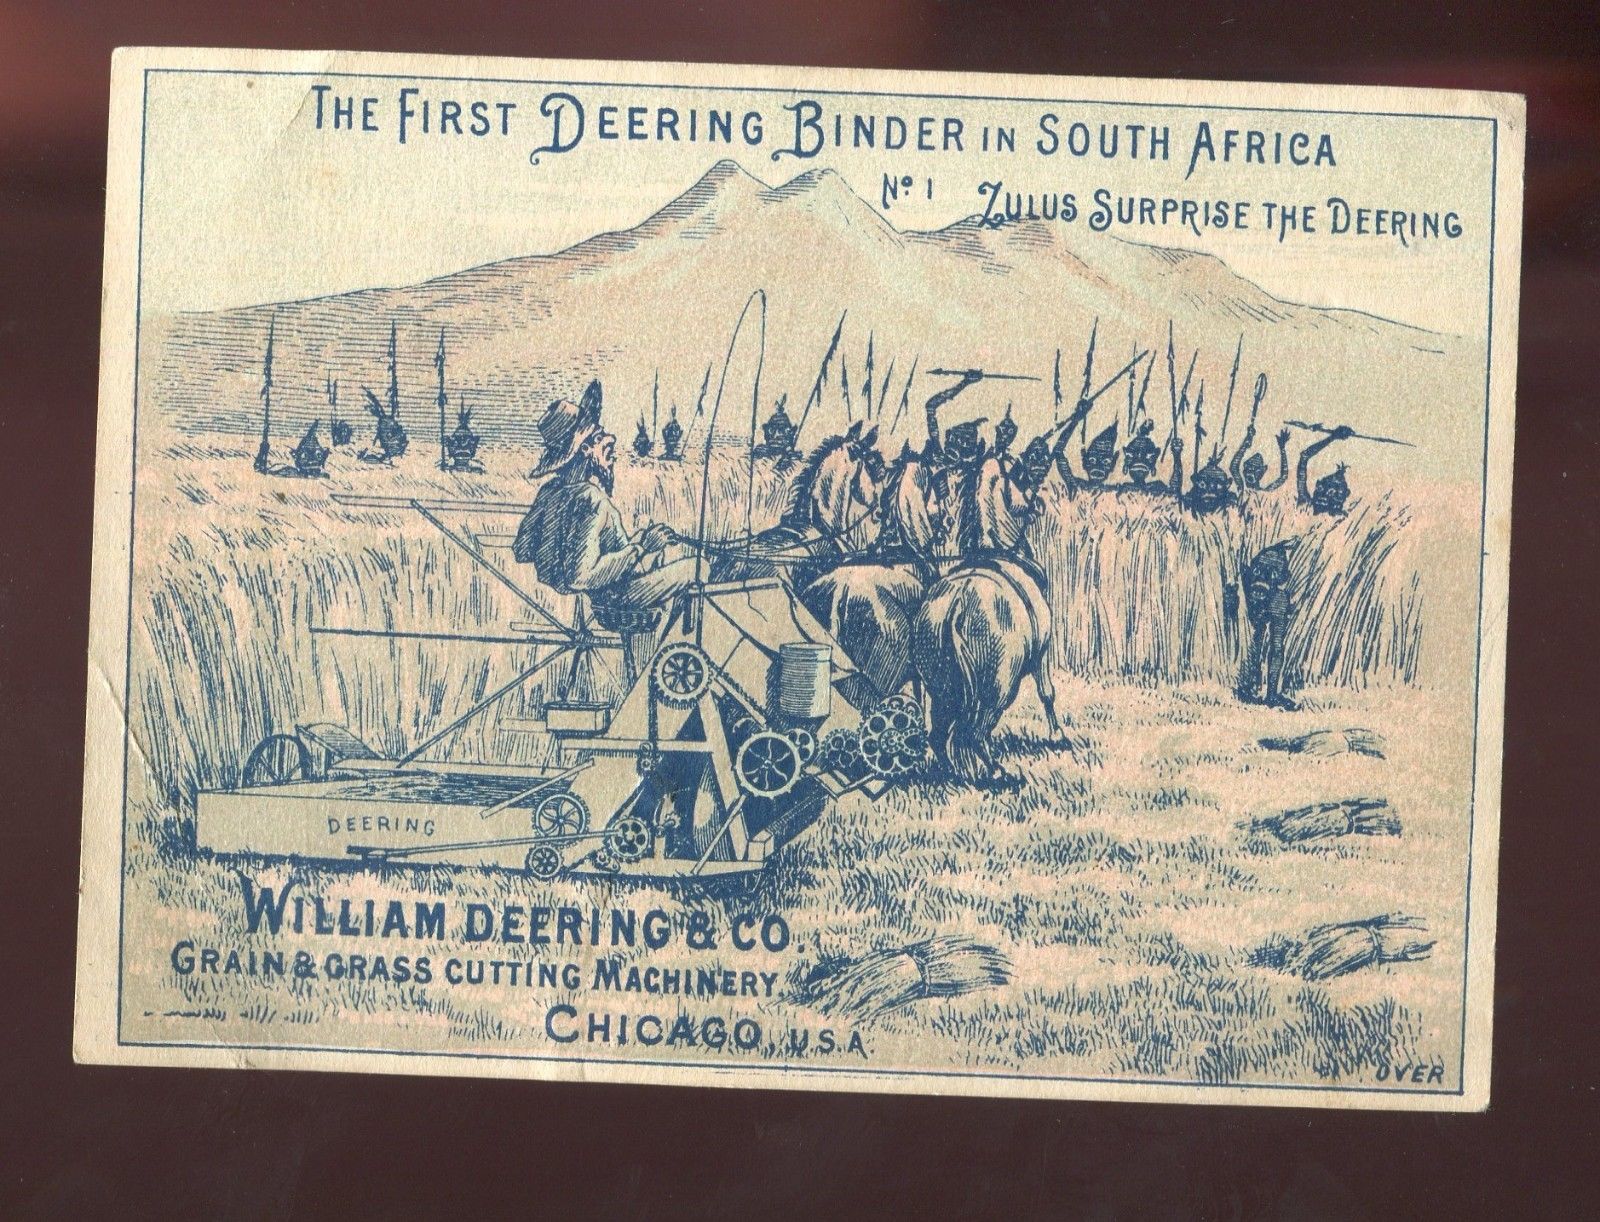 THE FIRST DEERING BINDER IN SOUTH AFRICA
No. 1 ZULUS SURPRISE THE DEERING
DEERING
WILLIAM DEERING & CO.
GRAIN & GRASS CUTTING MACHINERY,
CHICAGO, U.S.A.
OVER